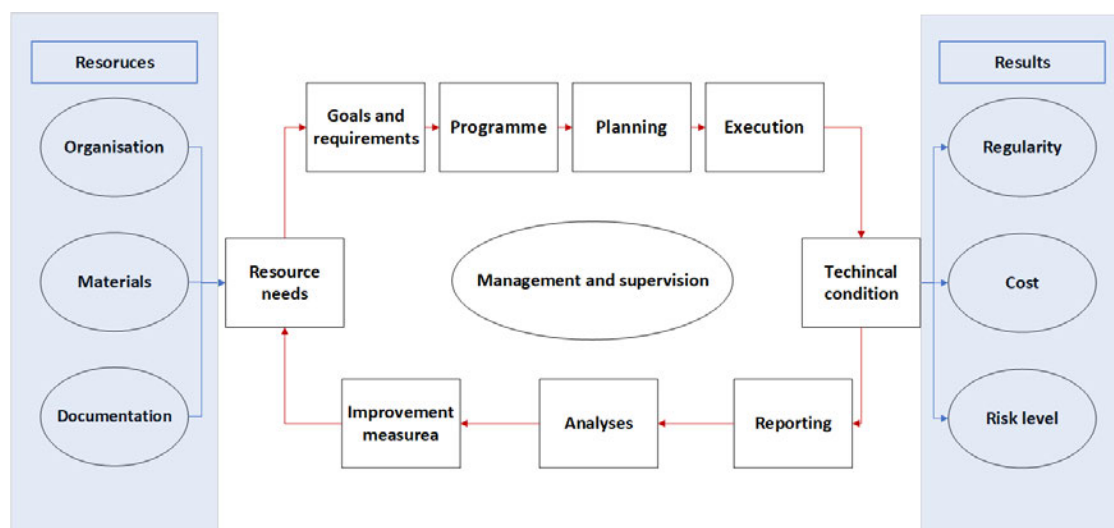 Resoruces
Organisation
Materials
Documentation
Resource
needs
Goals and
requirements
Programme
Planning
Execution
Management and supervision
Techincal
condition
Reporting
Analyses
Improvement
measurea
Results
Regularity
Cost
Risk level